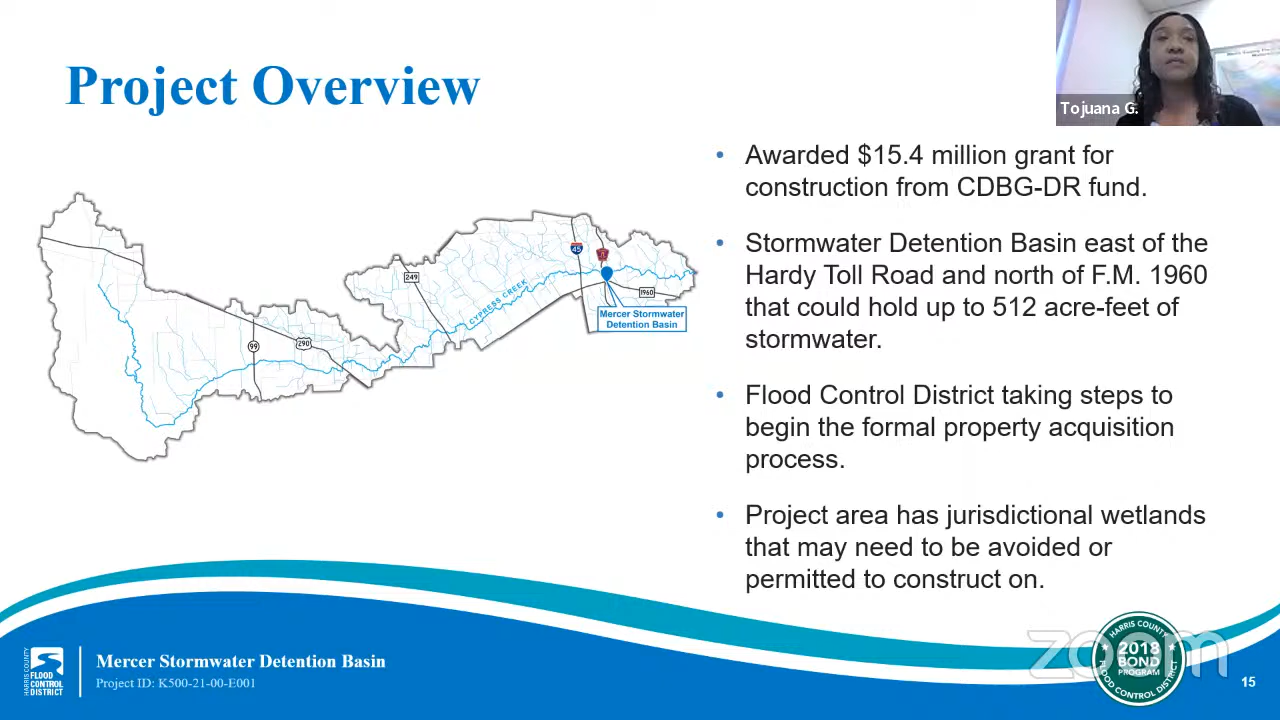 Project Overview
Tojuana G.
• Awarded $15.4 million grant for
construction from CDBG-DR fund.
• Stormwater Detention Basin east of the
Hardy Toll Road and north of F.M. 1960
that could hold up to 512 acre-feet of
stormwater.
• Flood Control District taking steps to
begin the formal property acquisition
process.
• Project area has jurisdictional wetlands
that may need to be avoided or
permitted to construct on.
249
45
1960
CYPRESS CREEK
Mercer Stormwater
Detention Basin
99
290
HARRIS COUNTY
FLOOD
CONTROL
DISTRICT
Mercer Stormwater Detention Basin
Project ID: K500-21-00-E001
zoom
HARRIS COUNTY
2018
BOND
PROGRAM
FLOOD CONTROL DISTRICT
15